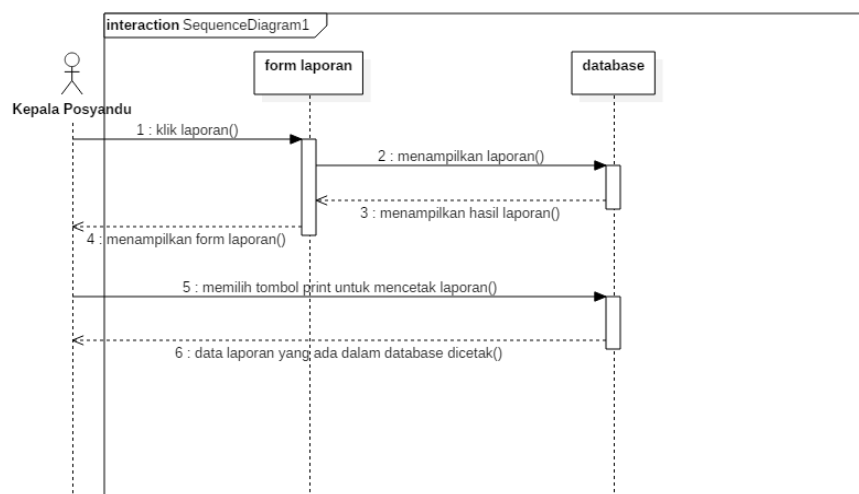 interaction SequenceDiagram1
form laporan
database
Kepala Posyandu
1 : klik laporan()
2 : menampilkan laporan()
3 : menampilkan hasil laporan()
4 : menampilkan form laporan()
5 : memilih tombol print untuk mencetak laporan()
6 : data laporan yang ada dalam database dicetak()